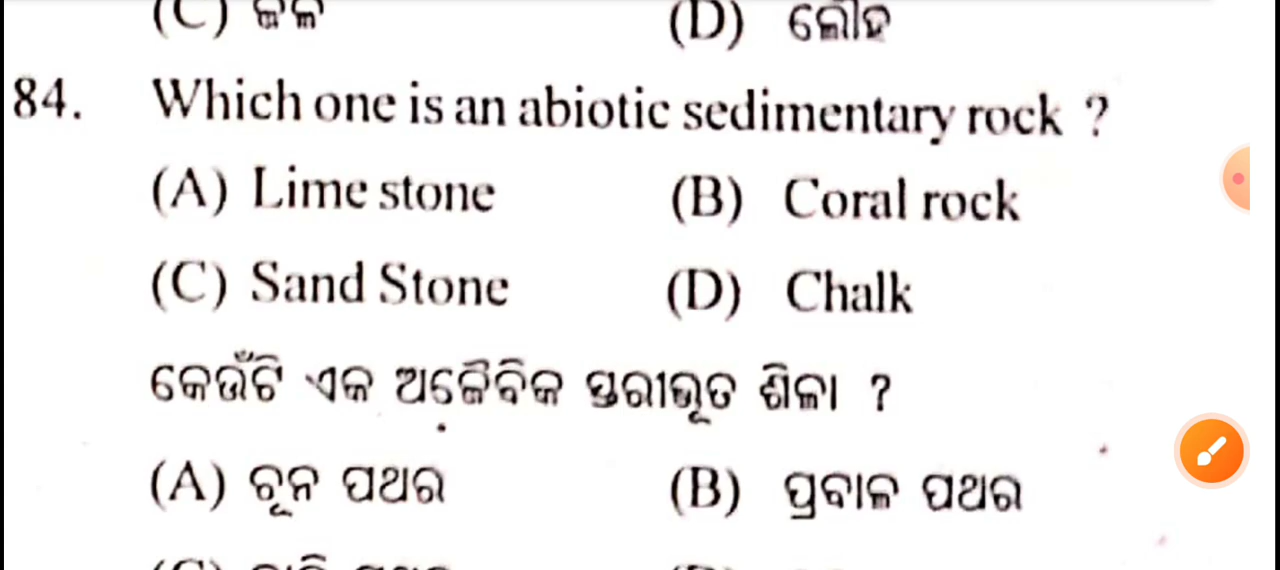 (C) ଜଳ (D) ଲୌହ
84. Which one is an abiotic sedimentary rock ?
(A) Lime stone (B) Coral rock
(C) Sand Stone (D) Chalk
କେଉଁଟି ଏକ ଅଜୈବିକ ସ୍ତରୀଭୂତ ଶିଳା ?
(A) ଚୂନ ପଥର (B) ପ୍ରବାଳ ପଥର